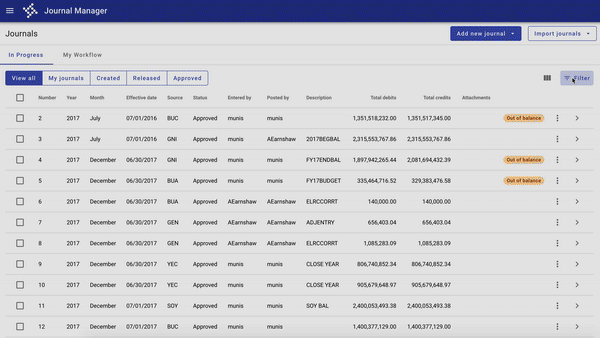 Journal Manager
Journals
Add new journal
Import journals
In Progress My Workflow
View all My journals Created Released Approved
Filter
Number Year Month Effective date Source Status Entered by Posted by Description Total debits Total credits Attachments
2 2017 July 07/01/2016 BUC Approved munis munis 1,351,518,232.00 1,351,517,345.00 Out of balance
3 2017 July 07/01/2016 GNI Approved munis AEarnshaw 2017BEGBAL 2,315,553,767.86 2,315,553,767.86
4 2017 December 06/30/2017 GNI Approved munis AEarnshaw FY17ENDBAL 1,897,942,265.44 2,081,694,432.39 Out of balance
5 2017 December 06/30/2017 BUA Approved munis AEarnshaw FY17BUDGET 335,464,716.52 329,383,476.58 Out of balance
6 2017 December 06/30/2017 BUA Approved AEarnshaw AEarnshaw ELRCCORRT 140,000.00 140,000.00
7 2017 December 06/30/2017 GEN Approved AEarnshaw AEarnshaw ADJENTRY 656,403.04 656,403.04
8 2017 December 06/30/2017 GEN Approved AEarnshaw AEarnshaw ELRCCORRT 1,085,283.09 1,085,283.09
9 2017 December 06/30/2017 YEC Approved munis munis CLOSE YEAR 806,740,852.34 806,740,852.34
10 2017 December 06/30/2017 YEC Approved munis munis CLOSE YEAR 905,679,648.97 905,679,648.97
11 2017 December 07/01/2017 SOY Approved munis munis SOY BAL 2,400,053,493.38 2,400,053,493.38
12 2017 December 07/01/2017 BUC Approved munis munis 1,400,377,129.00 1,400,377,129.00